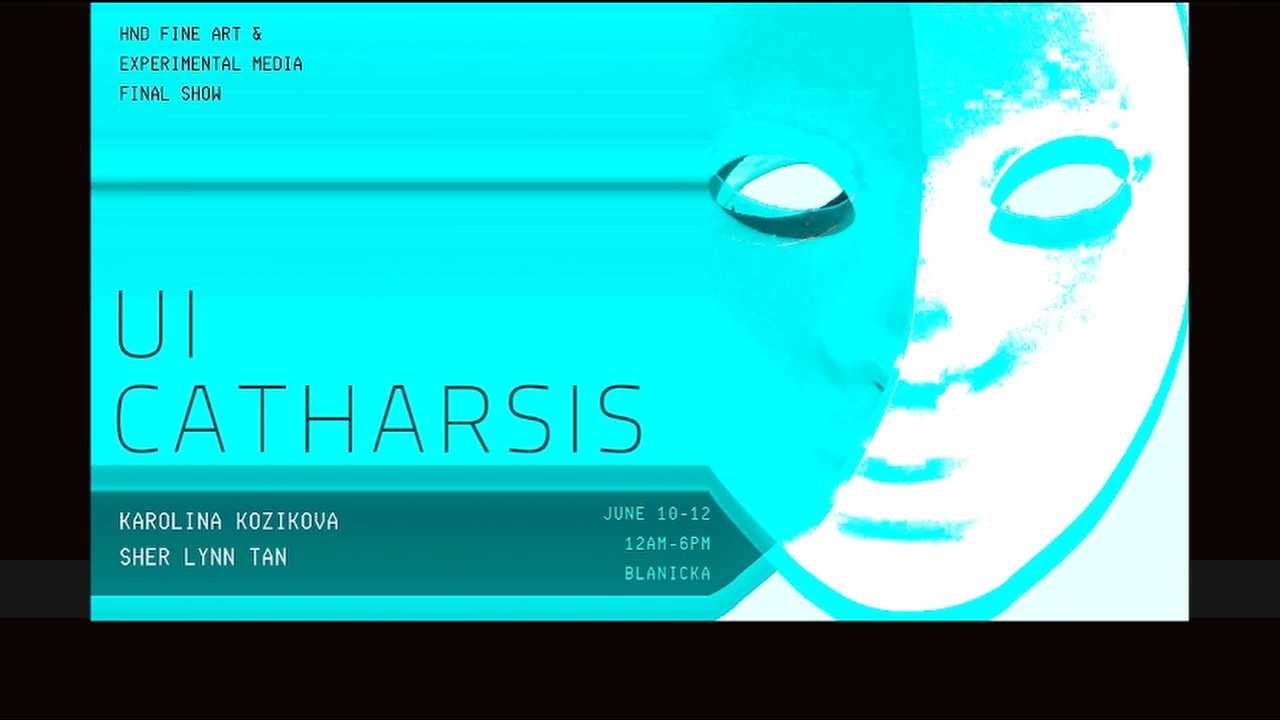 HND FINE ART &
EXPERIMENTAL MEDIA
FINAL SHOW
UI
CATHARSIS
KAROLINA KOZIKOVA
SHER LYNN TAN
JUNE 10-12
12AM-6PM
BLANICKA